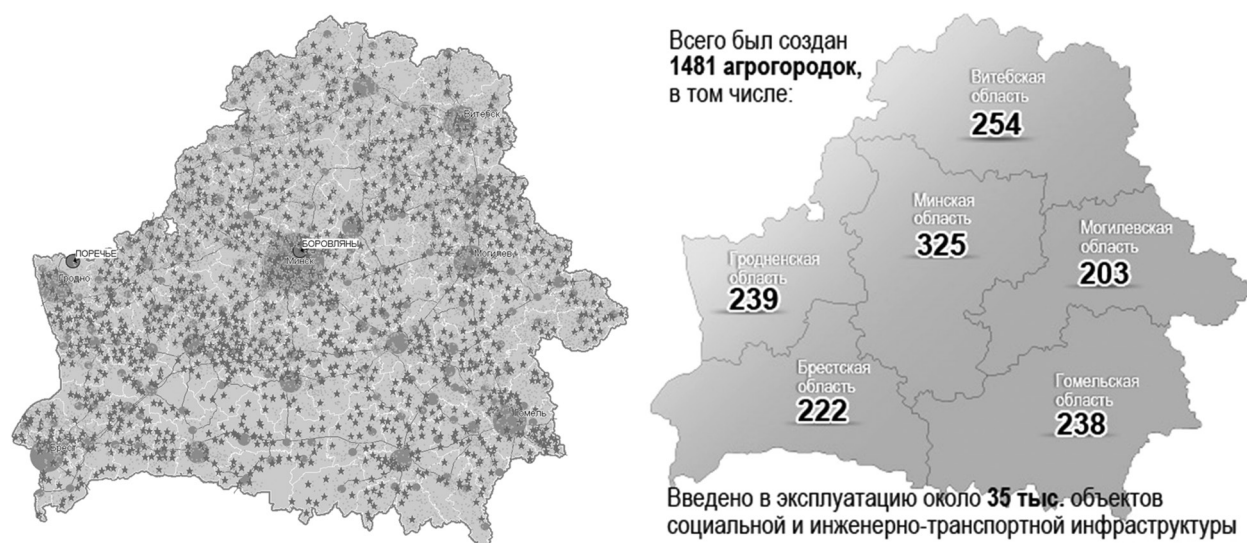 Витебск
БОРОВЛЯНЫ
Минск
Могилев
ПОРЕЧЬЕ
Гродно
Гомель
Брест
Всего был создан
1481 агрогородок,
в том числе:
Витебская
область
254
Минская
область
325
Могилевская
область
203
Гродненская
область
239
Брестская
область
222
Гомельская
область
238
Введено в эксплуатацию около 35 тыс. объектов
социальной и инженерно-транспортной инфраструктуры